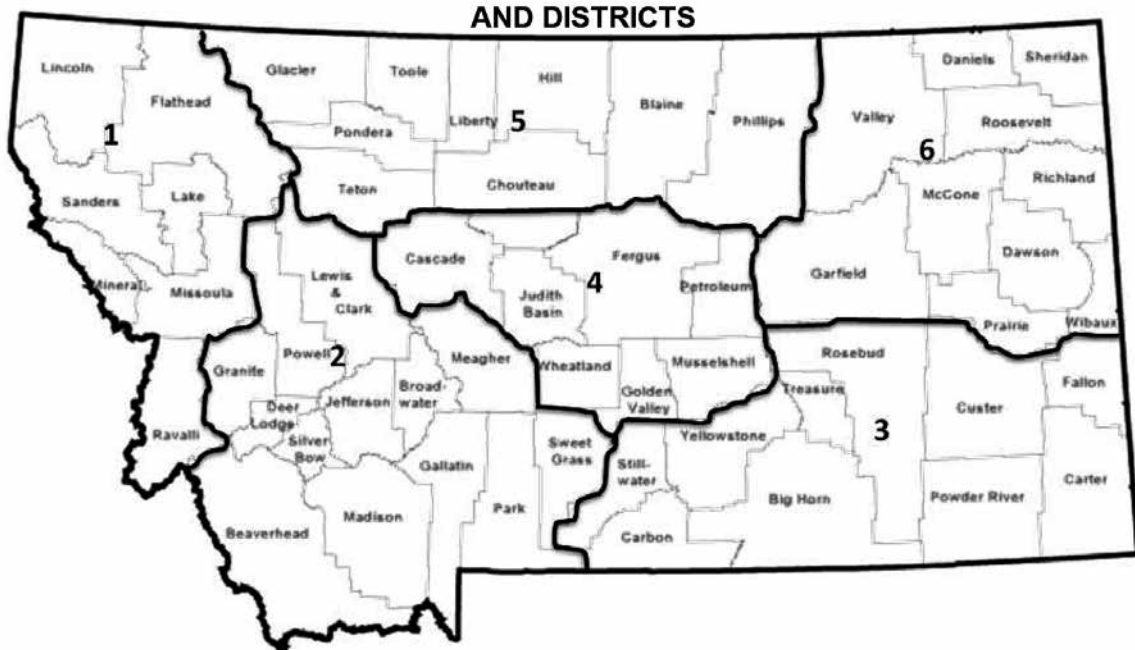 AND DISTRICTS
Lincoln
Flathead
1
Sanders
Lake
Mineral
Missoula
Ravalli
Glacier
Toole
Hill
Liberty
5
Blaine
Phillips
Pondera
Teton
Chouteau
Valley
Daniels
Sheridan
Roosevelt
6
Richland
McCone
Dawson
Garfield
Prairie
Wibaux
Cascade
Fergus
4
Judith
Basin
Petroleum
Wheatland
Golden
Valley
Musselshell
Lewis
&
Clark
Powell
2
Granite
Meagher
Broad-
water
Jefferson
Deer
Lodge
Silver
Bow
Gallatin
Sweet
Grass
Park
Madison
Beaverhead
Rosebud
Treasure
Yellowstone
3
Custer
Fallon
Still-
water
Big Horn
Powder River
Carter
Carbon